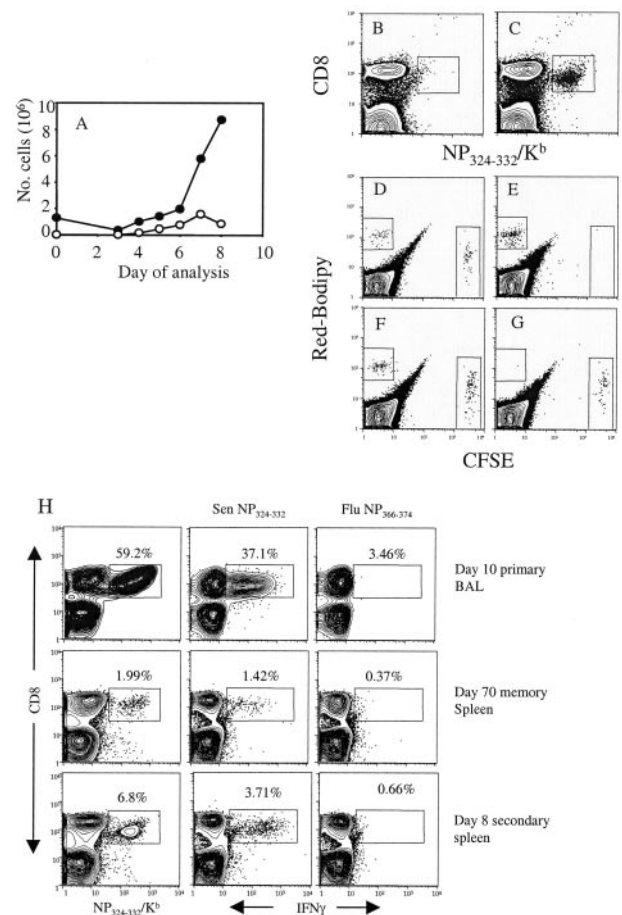 A
No. cells (10⁶)
10
8
6
4
2
0
0 2 4 6 8 10
Day of analysis
B C
CD8
NP324-332/Kᵇ
D E
F G
Red-Bodipy
CFSE
H
Sen NP324-332 Flu NP366-374
59.2% 37.1% 3.46%
Day 10 primary
BAL
1.99% 1.42% 0.37%
Day 70 memory
Spleen
6.8% 3.71% 0.66%
Day 8 secondary
spleen
CD8
NP324-332/Kᵇ IFNγ